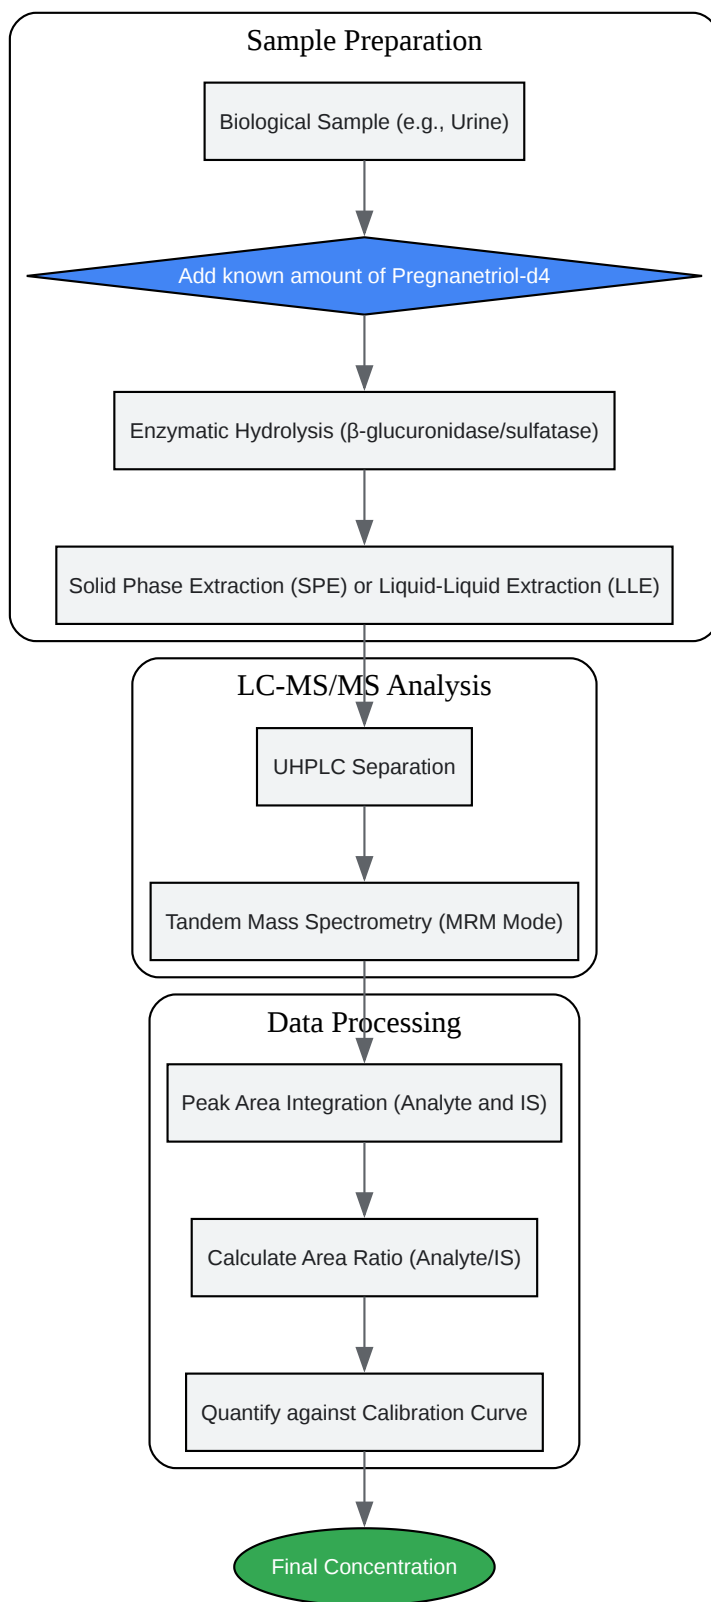 Sample Preparation
Biological Sample (e.g., Urine)
Add known amount of Pregnanetriol-d4
Enzymatic Hydrolysis (β-glucuronidase/sulfatase)
Solid Phase Extraction (SPE) or Liquid-Liquid Extraction (LLE)
LC-MS/MS Analysis
UHPLC Separation
Tandem Mass Spectrometry (MRM Mode)
Data Processing
Peak Area Integration (Analyte and IS)
Calculate Area Ratio (Analyte/IS)
Quantify against Calibration Curve
Final Concentration